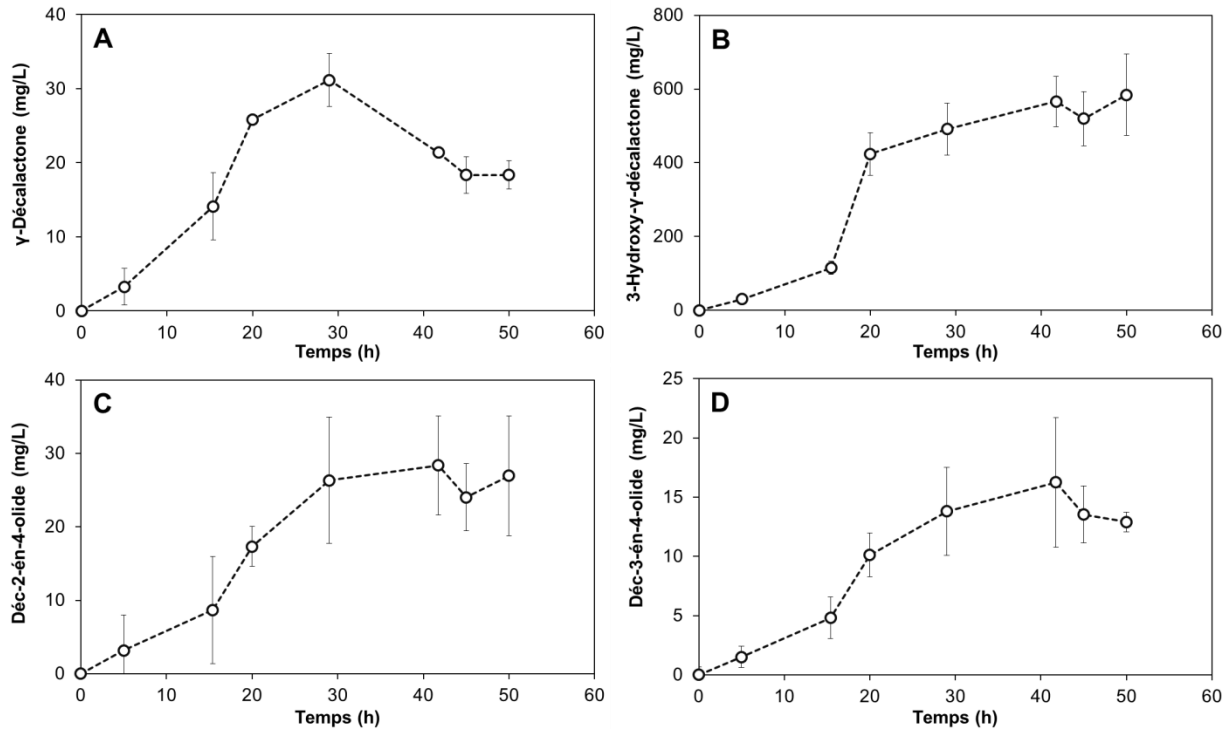 A
γ-Décalactone (mg/L)
40
30
20
10
0
0 10 20 30 40 50 60
Temps (h)
B
3-Hydroxy-γ-décalactone (mg/L)
800
600
400
200
0
0 10 20 30 40 50 60
Temps (h)
C
Déc-2-én-4-olide (mg/L)
40
30
20
10
0
0 10 20 30 40 50 60
Temps (h)
D
Déc-3-én-4-olide (mg/L)
25
20
15
10
5
0
0 10 20 30 40 50 60
Temps (h)